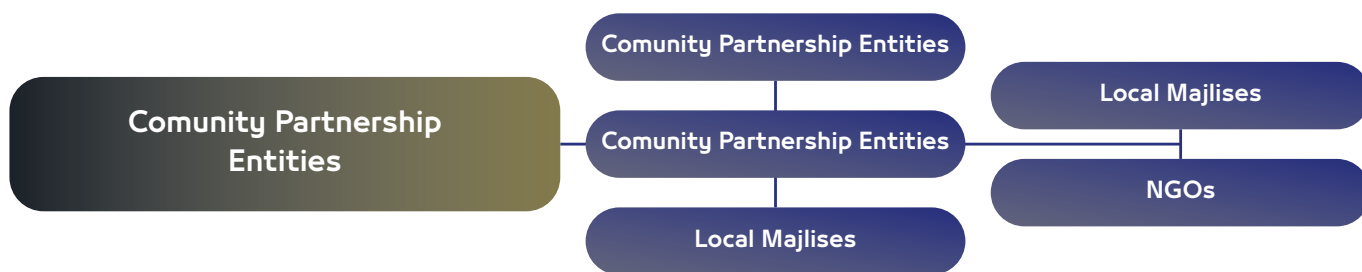 Comunity Partnership
Entities
Comunity Partnership Entities
Comunity Partnership Entities
Local Majlises
Local Majlises
NGOs